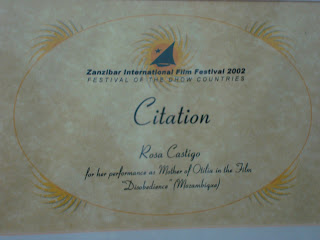 Zanzibar International Film Festival 2002
FESTIVAL OF THE DHOW COUNTRIES
Citation
Rosa Castigo
for her performance as Mother of Otilia in the Film
"Disobedience" (Mozambique)